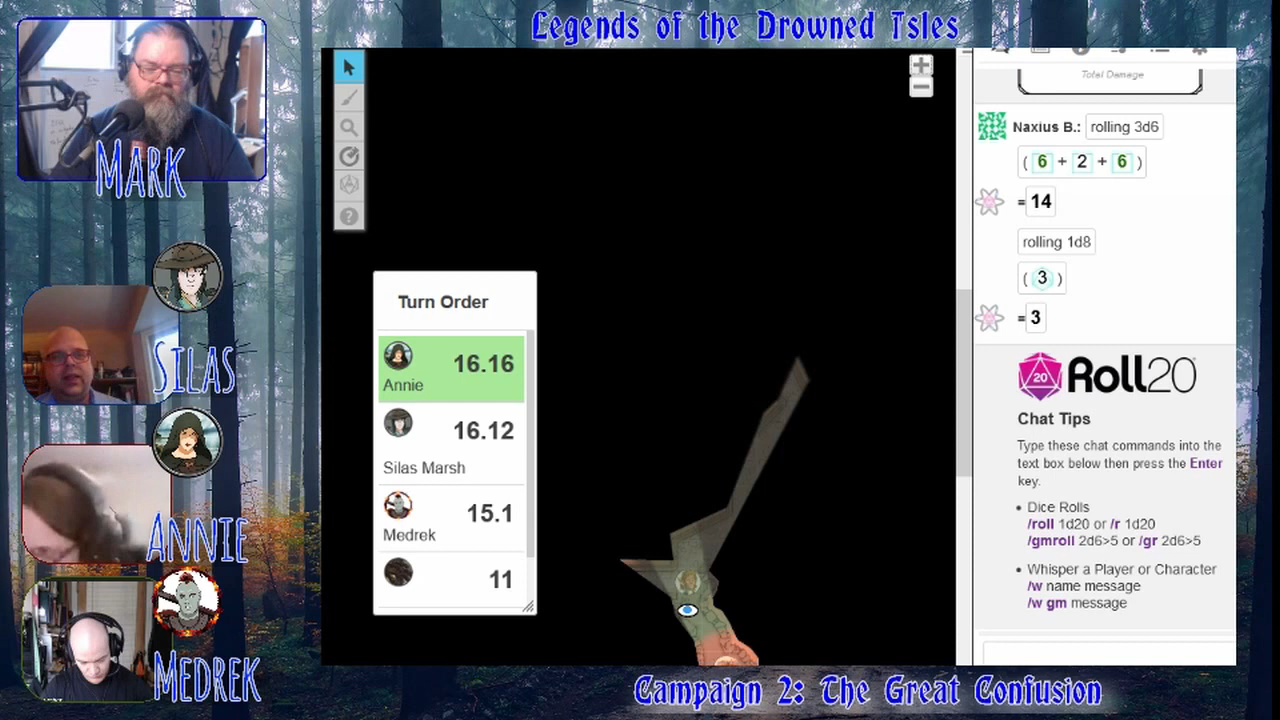 Legends of the Drowned Isles
MARK
SILAS
ANNIE
MEDREK
Turn Order
16.16
Annie
16.12
Silas Marsh
15.1
Medrek
11
Total Damage
Naxius B.: rolling 3d6
( 6 + 2 + 6 )
= 14
rolling 1d8
( 3 )
= 3
20 Roll20
Chat Tips
Type these chat commands into the
text box below then press the Enter
key.
• Dice Rolls
/roll 1d20 or /r 1d20
/gmroll 2d6>5 or /gr 2d6>5
• Whisper a Player or Character
/w name message
/w gm message
Campaign 2: The Great Confusion